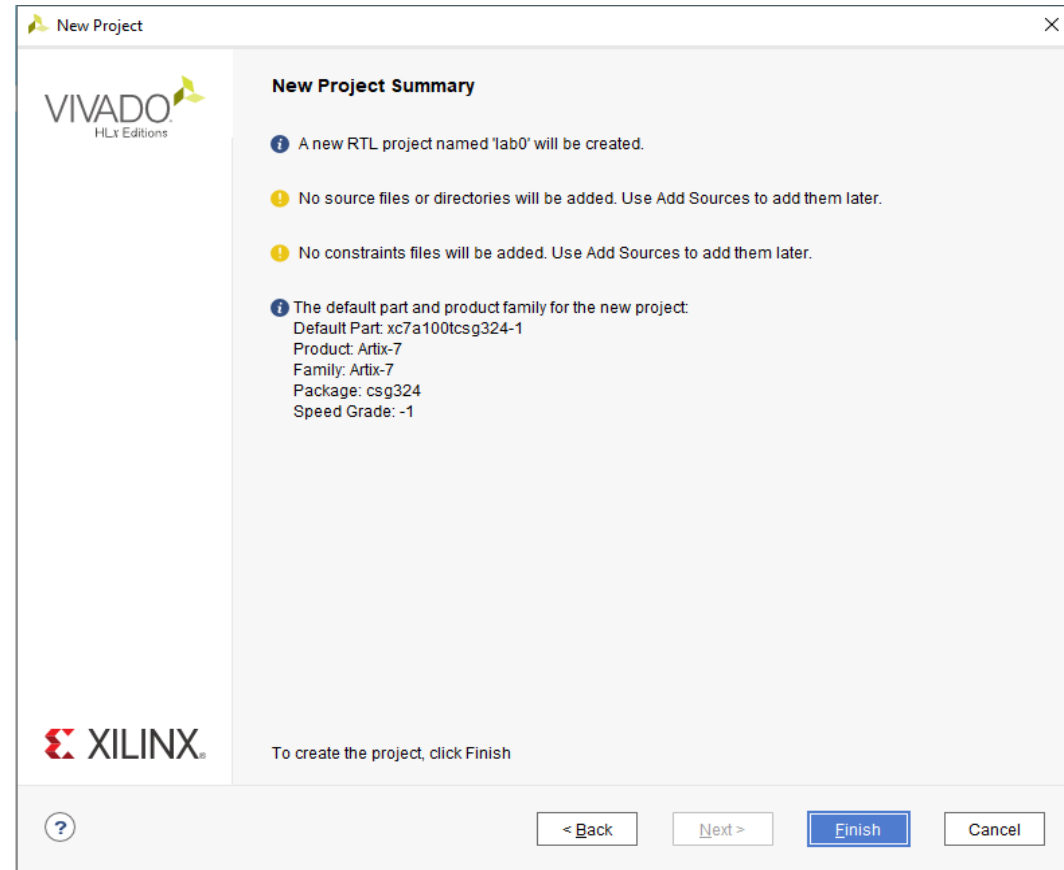 New Project
VIVADO.
HLx Editions
New Project Summary
A new RTL project named 'lab0' will be created.
No source files or directories will be added. Use Add Sources to add them later.
No constraints files will be added. Use Add Sources to add them later.
The default part and product family for the new project:
Default Part: xc7a100tcsg324-1
Product: Artix-7
Family: Artix-7
Package: csg324
Speed Grade: -1
XILINX.
To create the project, click Finish
?
< Back
Next >
Finish
Cancel